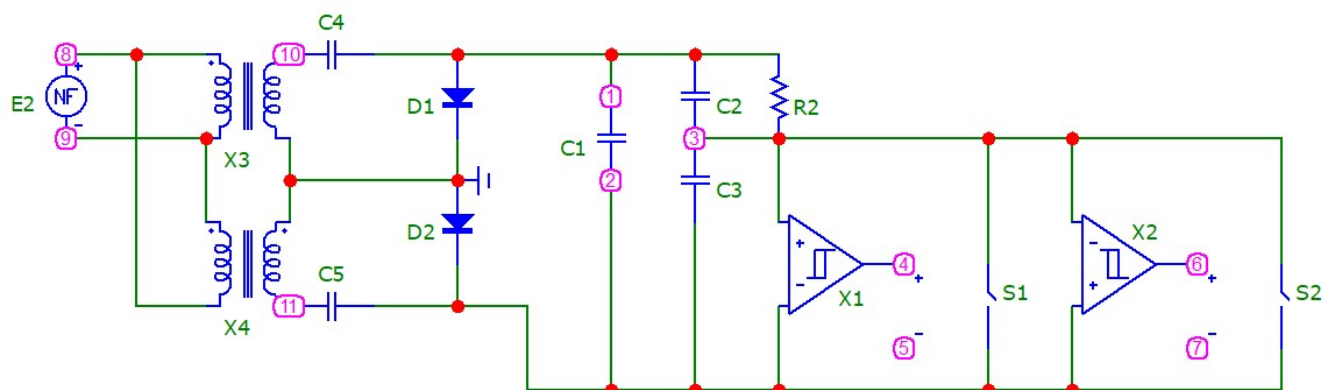 C4
8
10
+
E2
NF
D1
1
C2
R2
-
9
C1
3
X3
2
C3
D2
+
-
X1
4
+
5
-
S1
-
+
X2
6
+
7
-
S2
C5
11
X4